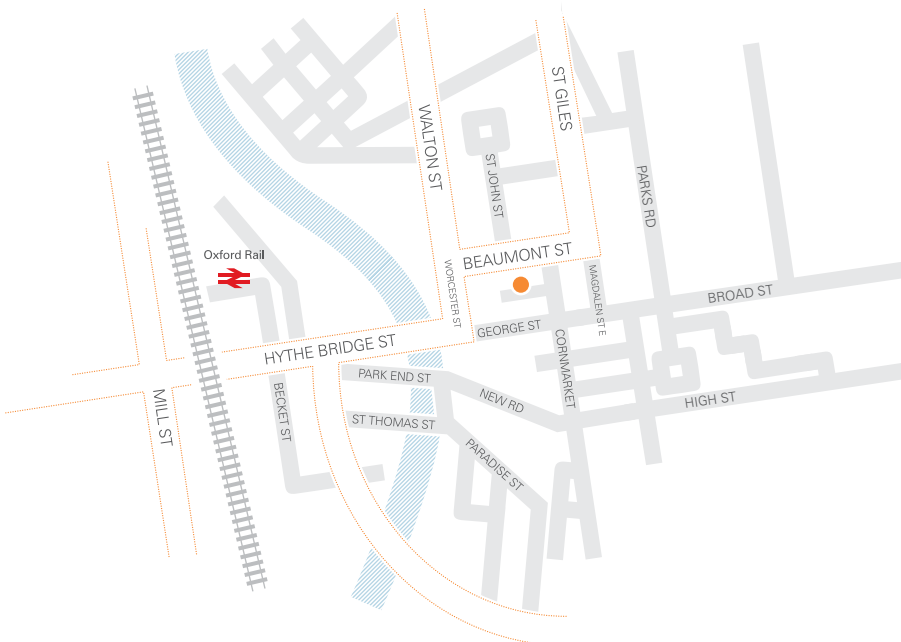 ST GILES
WALTON ST
ST JOHN ST
PARKS RD
Oxford Rail
BEAUMONT ST
WORCESTER ST
MAGDALEN ST E
BROAD ST
GEORGE ST
HYTHE BRIDGE ST
CORNMARKET
PARK END ST
NEW RD
HIGH ST
MILL ST
BECKET ST
ST THOMAS ST
PARADISE ST